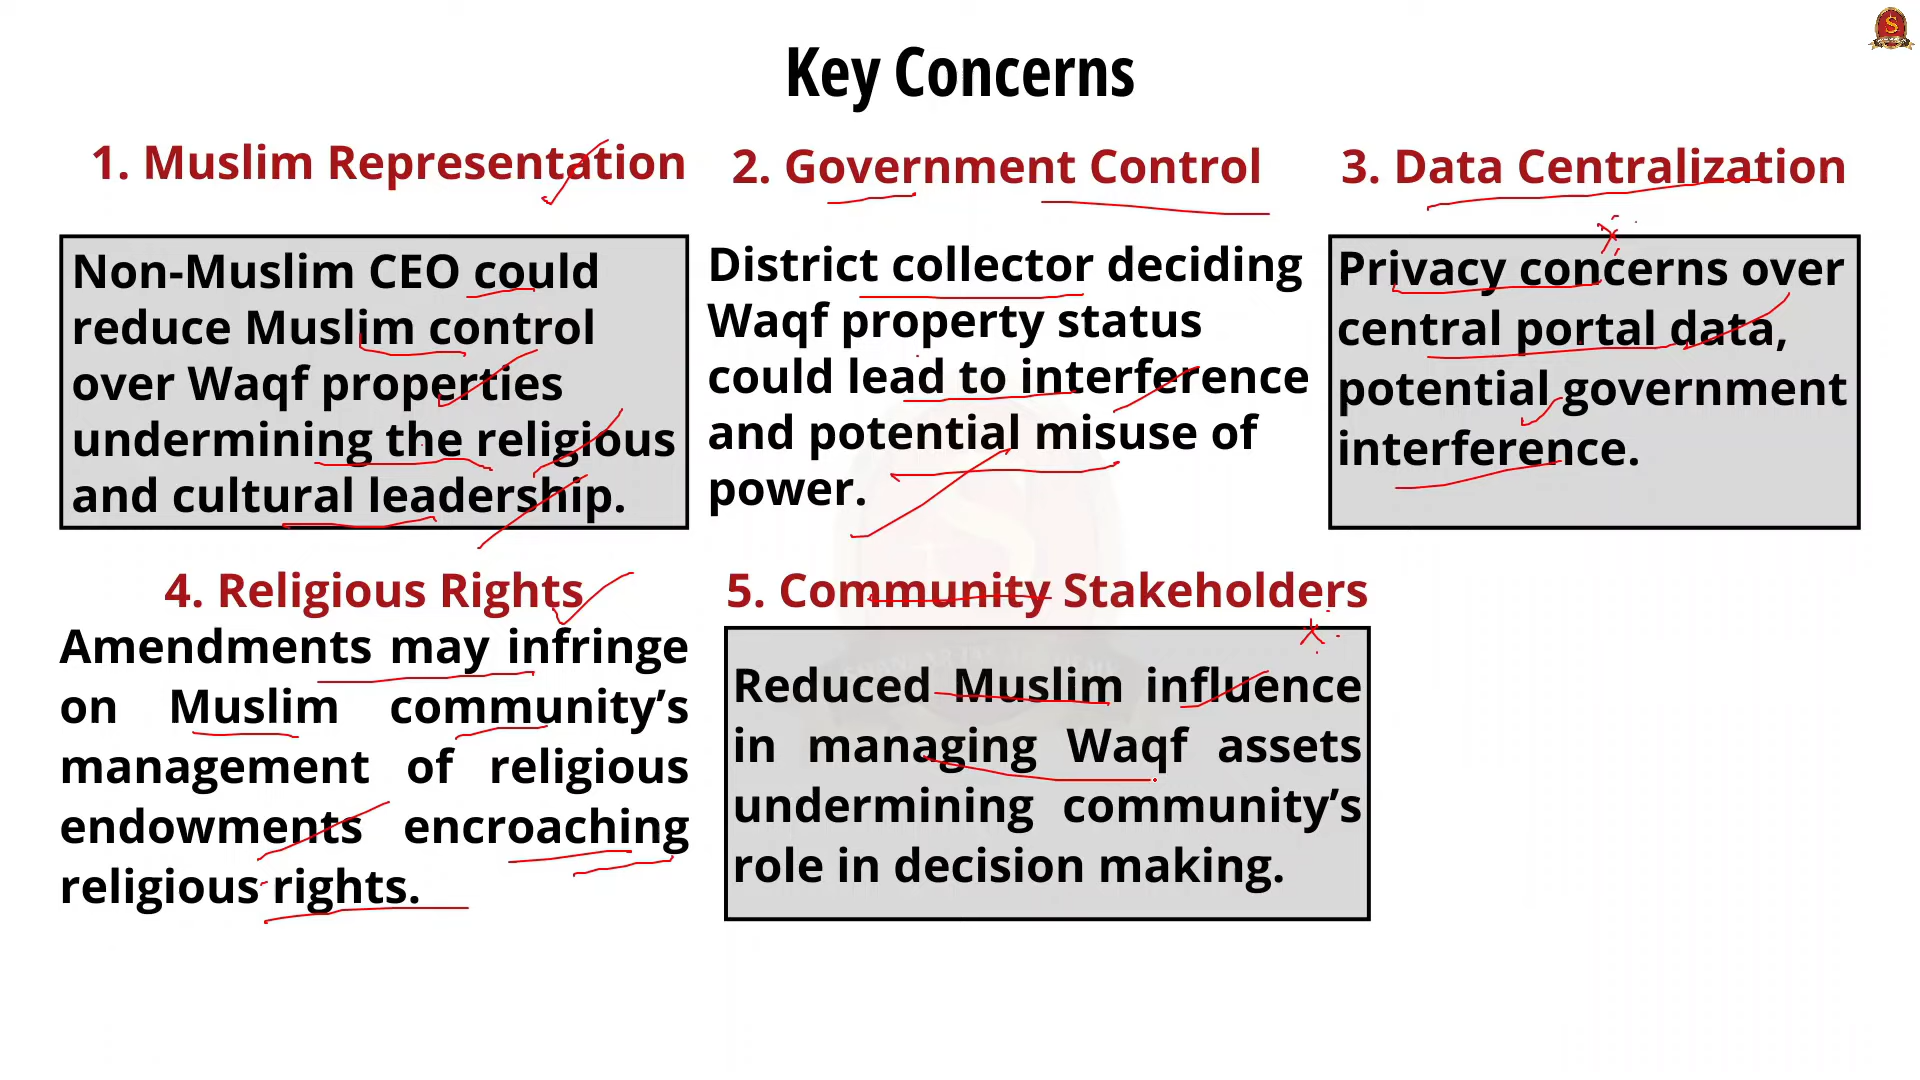 Key Concerns
1. Muslim Representation
Non-Muslim CEO could
reduce Muslim control
over Waqf properties
undermining the religious
and cultural leadership.
2. Government Control
District collector deciding
Waqf property status
could lead to interference
and potential misuse of
power.
3. Data Centralization
Privacy concerns over
central portal data,
potential government
interference.
4. Religious Rights
Amendments may infringe
on Muslim community’s
management of religious
endowments encroaching
religious rights.
5. Community Stakeholders
Reduced Muslim influence
in managing Waqf assets
undermining community’s
role in decision making.